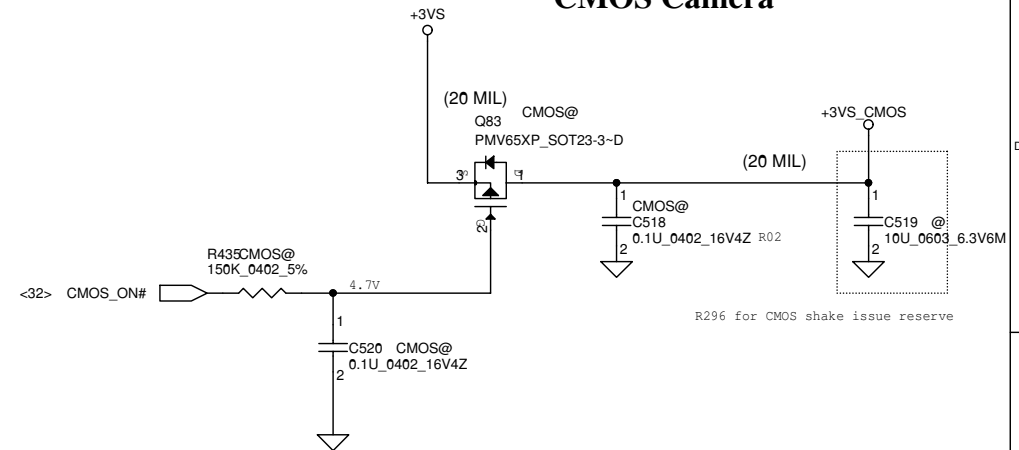 CMOS Camera
+3VS
(20 MIL)
CMOS@
Q83
PMV65XP_SOT23-3~D
+3VS_CMOS
(20 MIL)
3
S
D
1
G
2
1
CMOS@
C518
0.1U_0402_16V4Z
R02
2
1
C519 @
10U_0603_6.3V6M
2
R435
CMOS@
150K_0402_5%
<32> CMOS_ON#
4.7V
R296 for CMOS shake issue reserve
1
C520 CMOS@
0.1U_0402_16V4Z
2
D